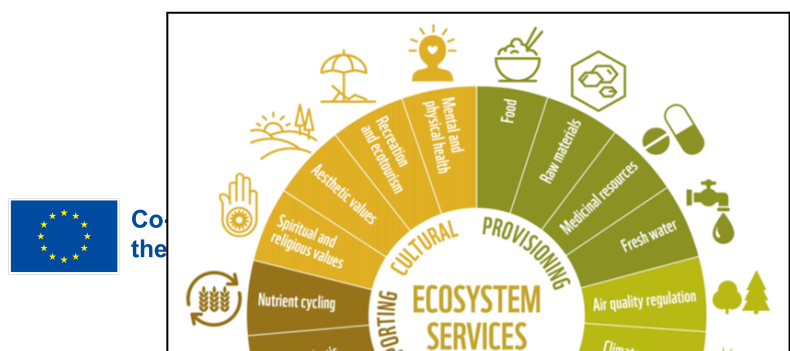 Co-
the
Mental and
physical health
Food
Recreation
and ecotourism
Raw materials
Aesthetic values
Medicinal resources
Spiritual and
religious values
CULTURAL
PROVISIONING
Fresh water
Nutrient cycling
ECOSYSTEM
SERVICES
Air quality regulation